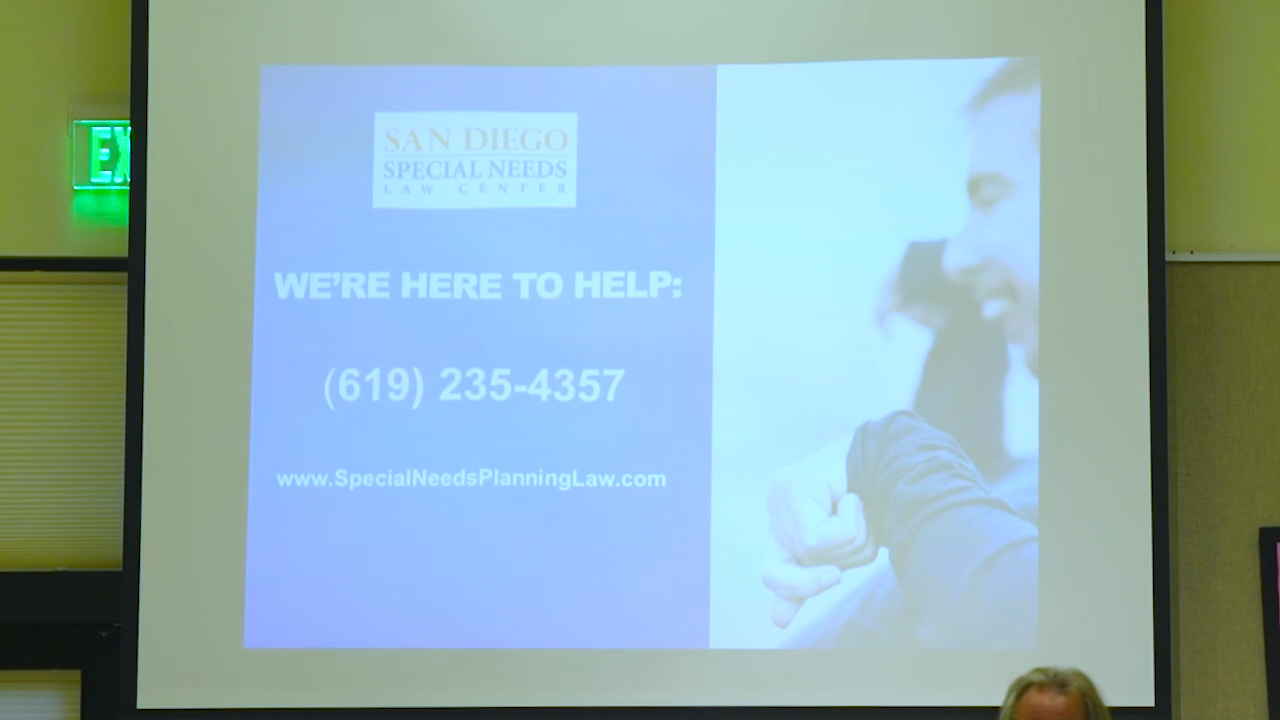 EX
SAN DIEGO
SPECIAL NEEDS
LAW CENTER
WE'RE HERE TO HELP:
(619) 235-4357
www.SpecialNeedsPlanningLaw.com